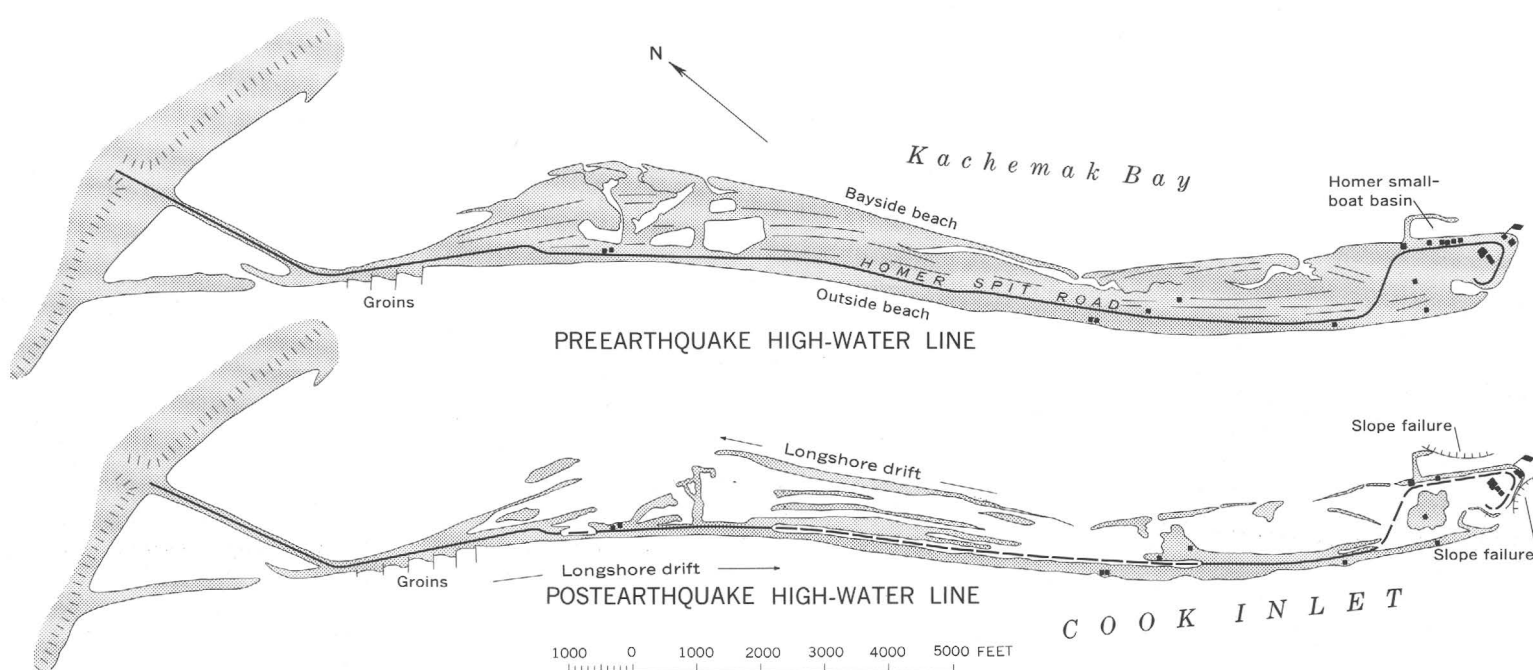 N
Kachemak Bay
Homer small-
boat basin
Bayside beach
HOMER SPIT ROAD
Groins
Outside beach
PREEARTHQUAKE HIGH-WATER LINE
Slope failure
Longshore drift
Slope failure
Groins
Longshore drift
POSTEARTHQUAKE HIGH-WATER LINE
COOK INLET
1000 0 1000 2000 3000 4000 5000 FEET